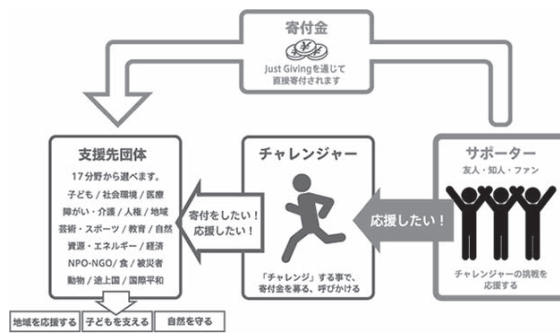 寄付金
¥ ¥ ¥
Just Givingを通じて
直接寄付されます
支援先団体
17分野から選べます。
子ども / 社会環境 / 医療
障がい・介護 / 人権 / 地域
芸術・スポーツ / 教育 / 自然
資源・エネルギー / 経済
NPO-NGO/ 食 / 被災者
動物 / 途上国 / 国際平和
寄付をしたい！
応援したい！
チャレンジャー
「チャレンジ」する事で、
寄付金を募る、呼びかける
応援したい！
サポーター
友人・知人・ファン
チャレンジャーの挑戦を
応援する
地域を応援する
子どもを支える
自然を守る